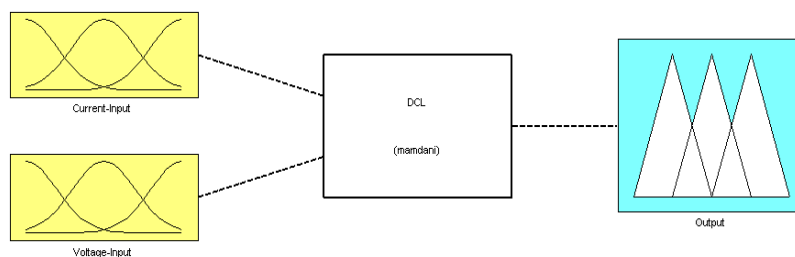 Current-Input
DCL
(mamdani)
Voltage-Input
Output